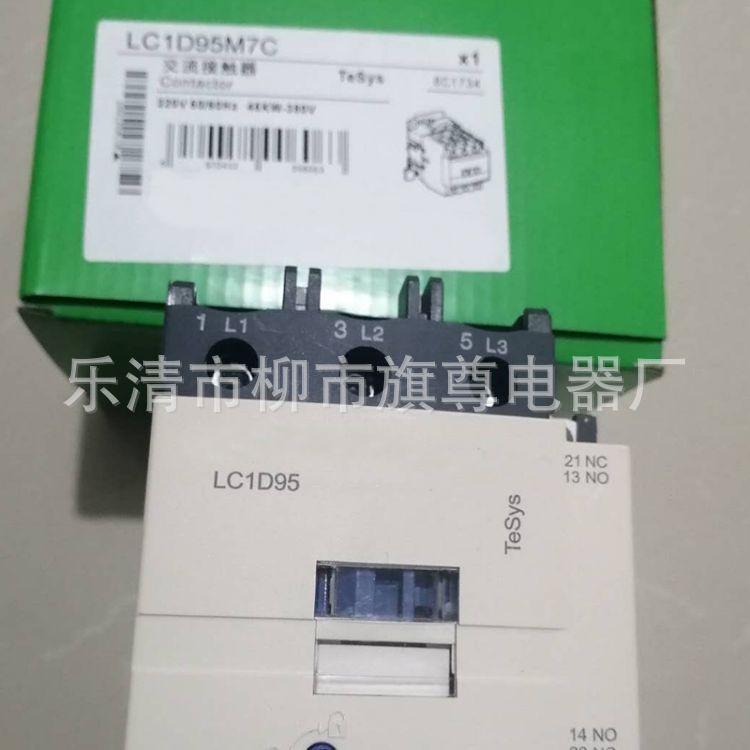 LC1D95M7C
x1
交流接触器
TeSys
Contactor
220V 50/60Hz
1 L1
3 L2
5 L3
乐清市柳市旗尊电器厂
LC1D95
21 NC
13 NO
TeSys
14 NO